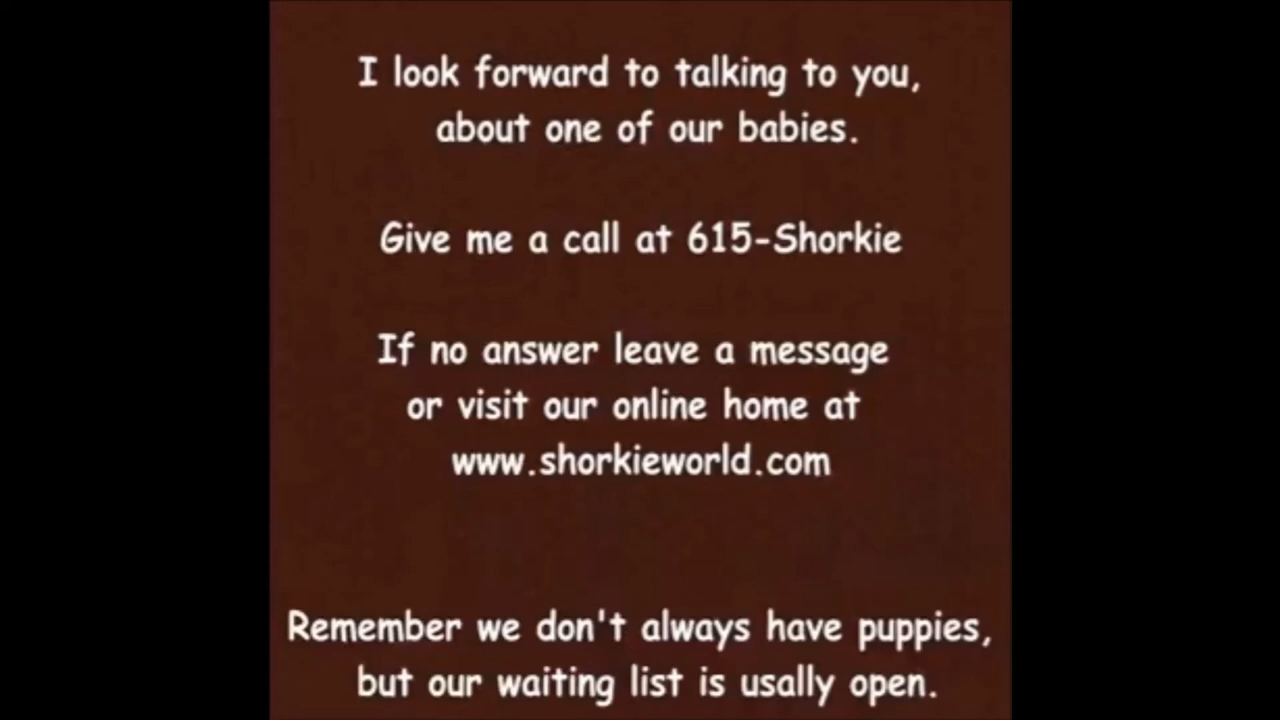 I look forward to talking to you,
about one of our babies.
Give me a call at 615-Shorkie
If no answer leave a message
or visit our online home at
www.shorkieworld.com
Remember we don't always have puppies,
but our waiting list is usally open.